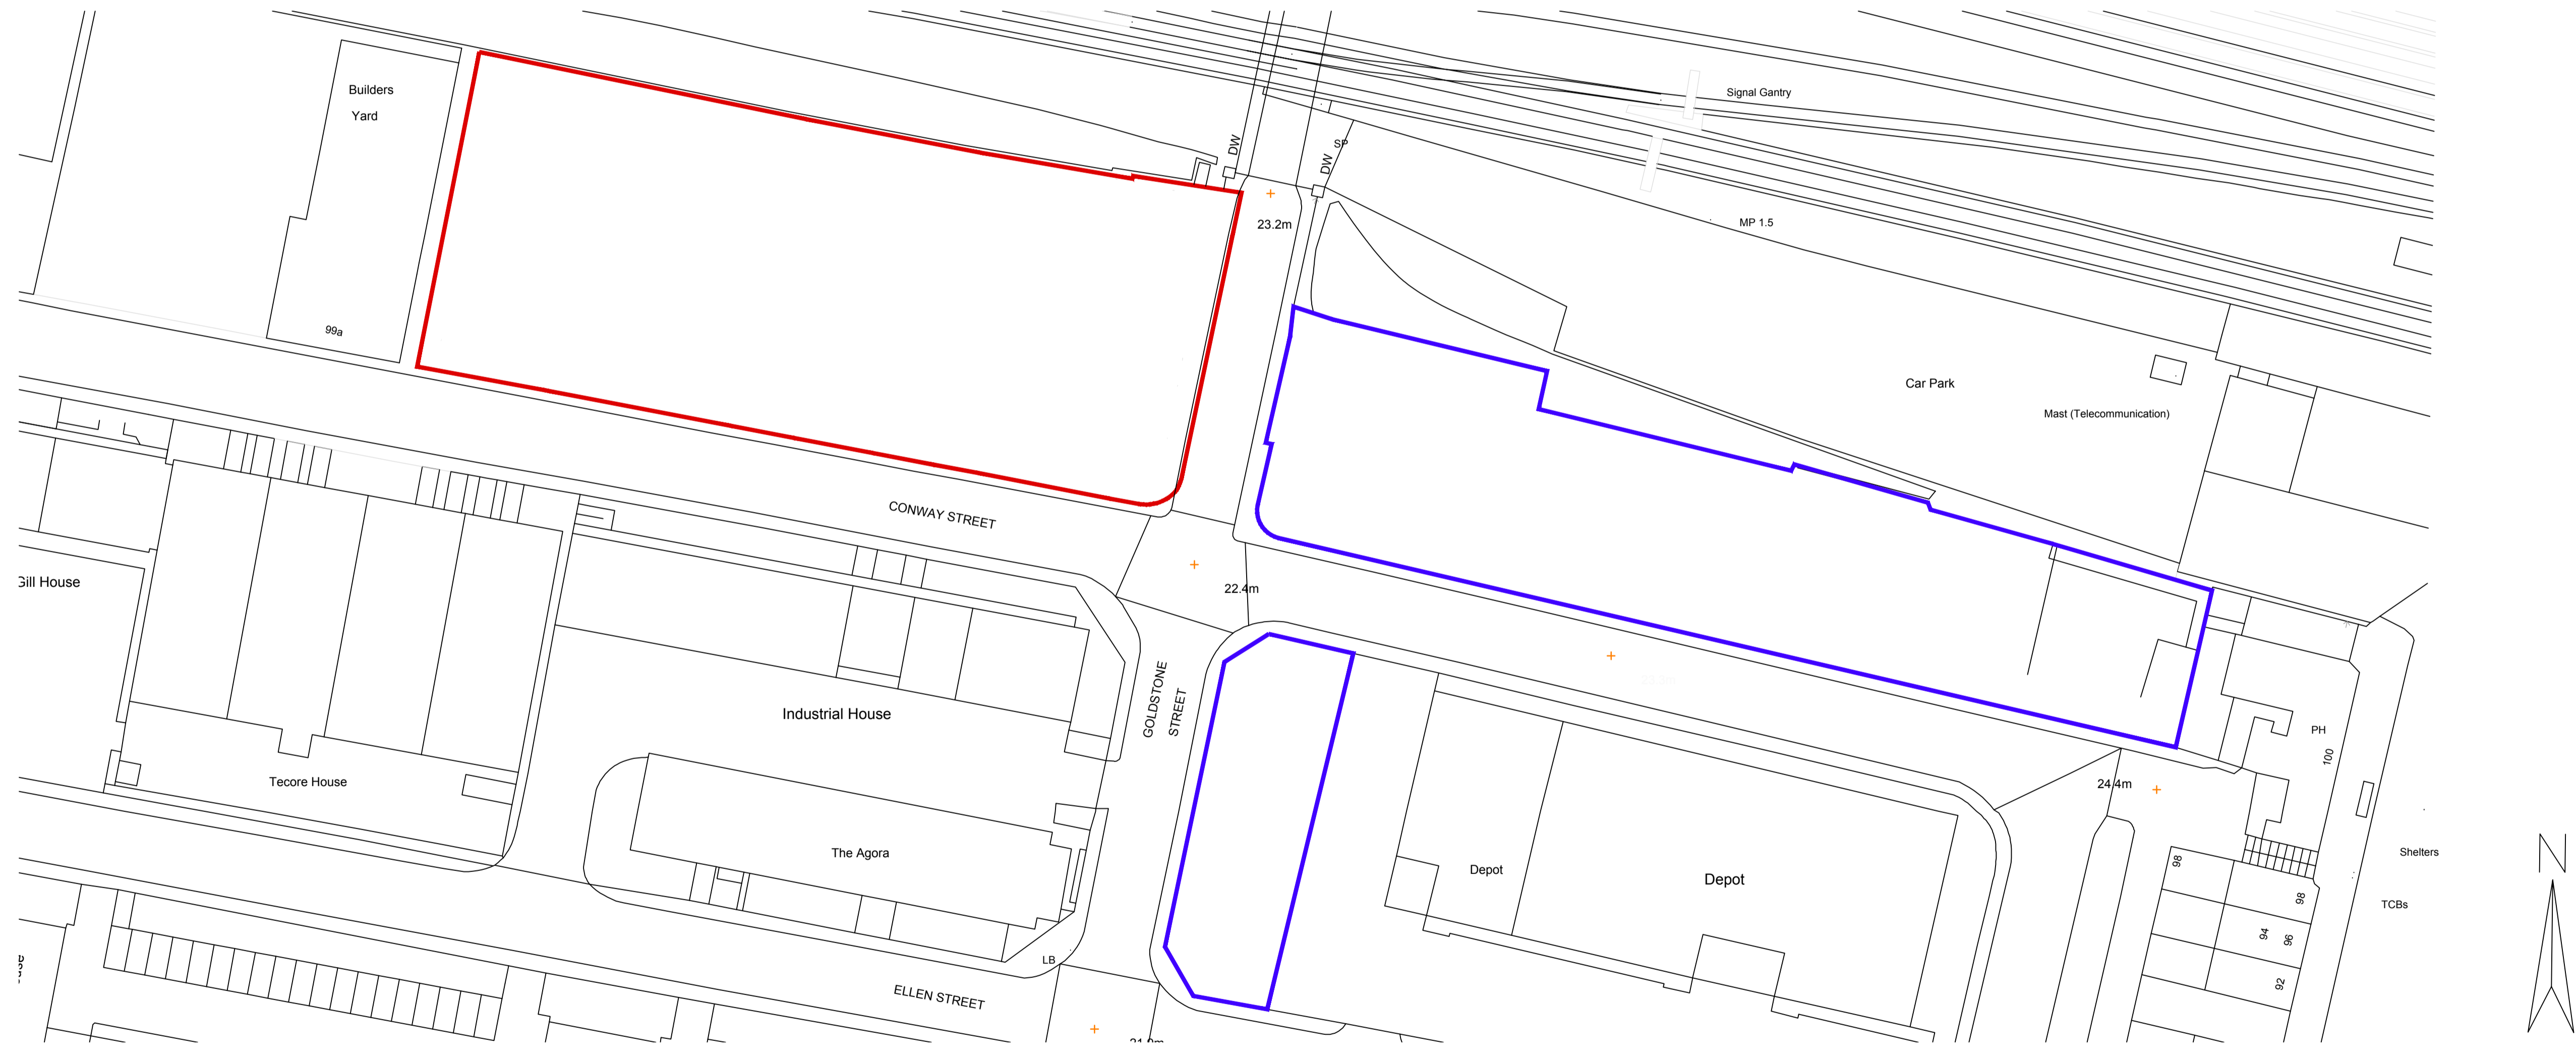 Builders
Yard
Signal Gantry
DW
SP
DW
23.2m
MP 1.5
99a
Car Park
Mast (Telecommunication)
CONWAY STREET
Gill House
22.4m
GOLDSTONE
STREET
Industrial House
PH
100
Tecore House
24.4m
The Agora
Depot
Depot
98
Shelters
98
TCBs
94
96
92
LB
ELLEN STREET
N